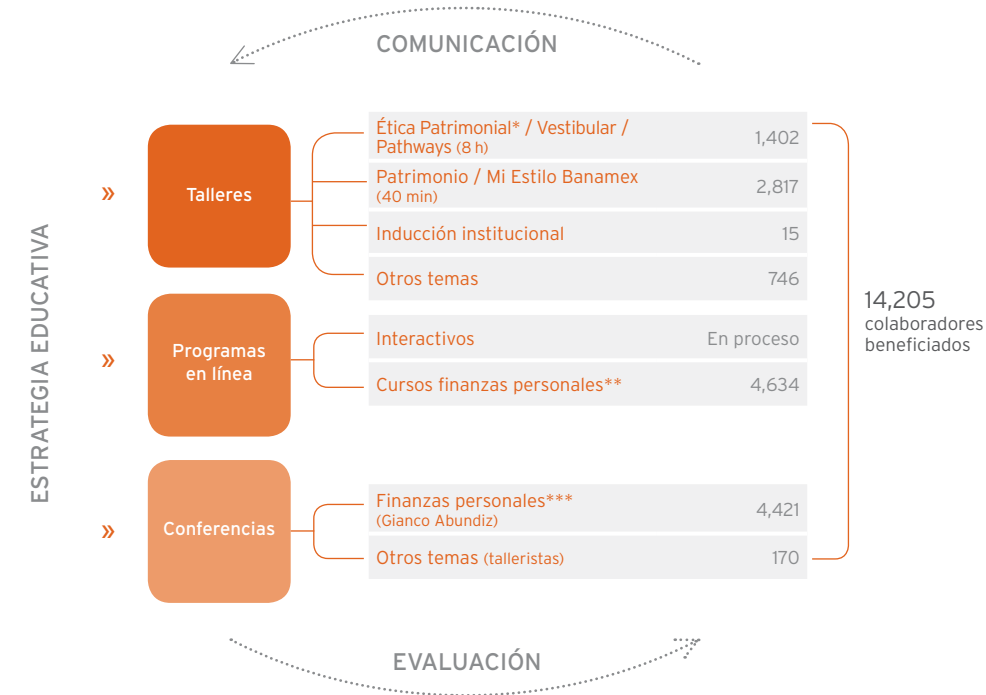 COMUNICACIÓN
ESTRATEGIA EDUCATIVA
»
Talleres
Ética Patrimonial* / Vestibular /
Pathways (8 h)
1,402
Patrimonio / Mi Estilo Banamex
(40 min)
2,817
Inducción institucional
15
Otros temas
746
»
Programas
en línea
Interactivos
En proceso
Cursos finanzas personales**
4,634
»
Conferencias
Finanzas personales***
(Gianco Abundiz)
4,421
Otros temas (talleristas)
170
14,205
colaboradores
beneficiados
EVALUACIÓN